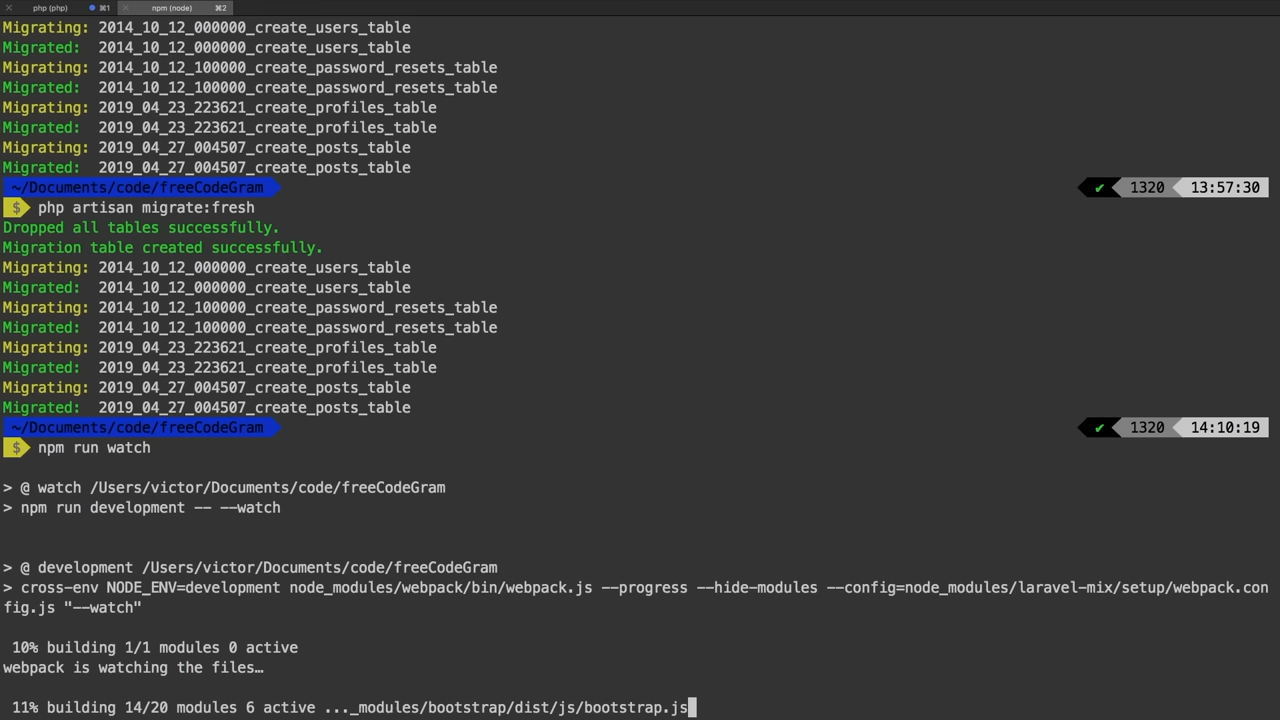 php (php) ⌘1 npm (node) ⌘2
Migrating: 2014_10_12_000000_create_users_table
Migrated: 2014_10_12_000000_create_users_table
Migrating: 2014_10_12_100000_create_password_resets_table
Migrated: 2014_10_12_100000_create_password_resets_table
Migrating: 2019_04_23_223621_create_profiles_table
Migrated: 2019_04_23_223621_create_profiles_table
Migrating: 2019_04_27_004507_create_posts_table
Migrated: 2019_04_27_004507_create_posts_table
~/Documents/code/freeCodeGram ✔ 1320 13:57:30
$ php artisan migrate:fresh
Dropped all tables successfully.
Migration table created successfully.
Migrating: 2014_10_12_000000_create_users_table
Migrated: 2014_10_12_000000_create_users_table
Migrating: 2014_10_12_100000_create_password_resets_table
Migrated: 2014_10_12_100000_create_password_resets_table
Migrating: 2019_04_23_223621_create_profiles_table
Migrated: 2019_04_23_223621_create_profiles_table
Migrating: 2019_04_27_004507_create_posts_table
Migrated: 2019_04_27_004507_create_posts_table
~/Documents/code/freeCodeGram ✔ 1320 14:10:19
$ npm run watch
> @ watch /Users/victor/Documents/code/freeCodeGram
> npm run development -- --watch
> @ development /Users/victor/Documents/code/freeCodeGram
> cross-env NODE_ENV=development node_modules/webpack/bin/webpack.js --progress --hide-modules --config=node_modules/laravel-mix/setup/webpack.con
fig.js "--watch"
10% building 1/1 modules 0 active
webpack is watching the files…
11% building 14/20 modules 6 active ..._modules/bootstrap/dist/js/bootstrap.js